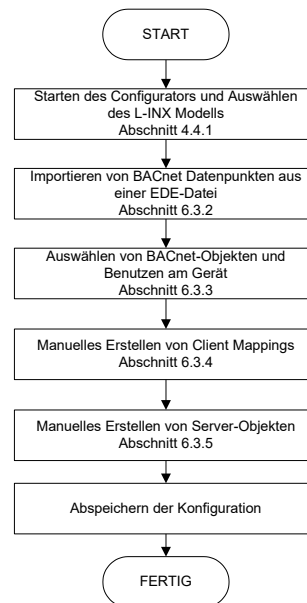 START
Starten des Configurators und Auswählen
des L-INX Modells
Abschnitt 4.4.1
Importieren von BACnet Datenpunkten aus
einer EDE-Datei
Abschnitt 6.3.2
Auswählen von BACnet-Objekten und
Benutzen am Gerät
Abschnitt 6.3.3
Manuelles Erstellen von Client Mappings
Abschnitt 6.3.4
Manuelles Erstellen von Server-Objekten
Abschnitt 6.3.5
Abspeichern der Konfiguration
FERTIG